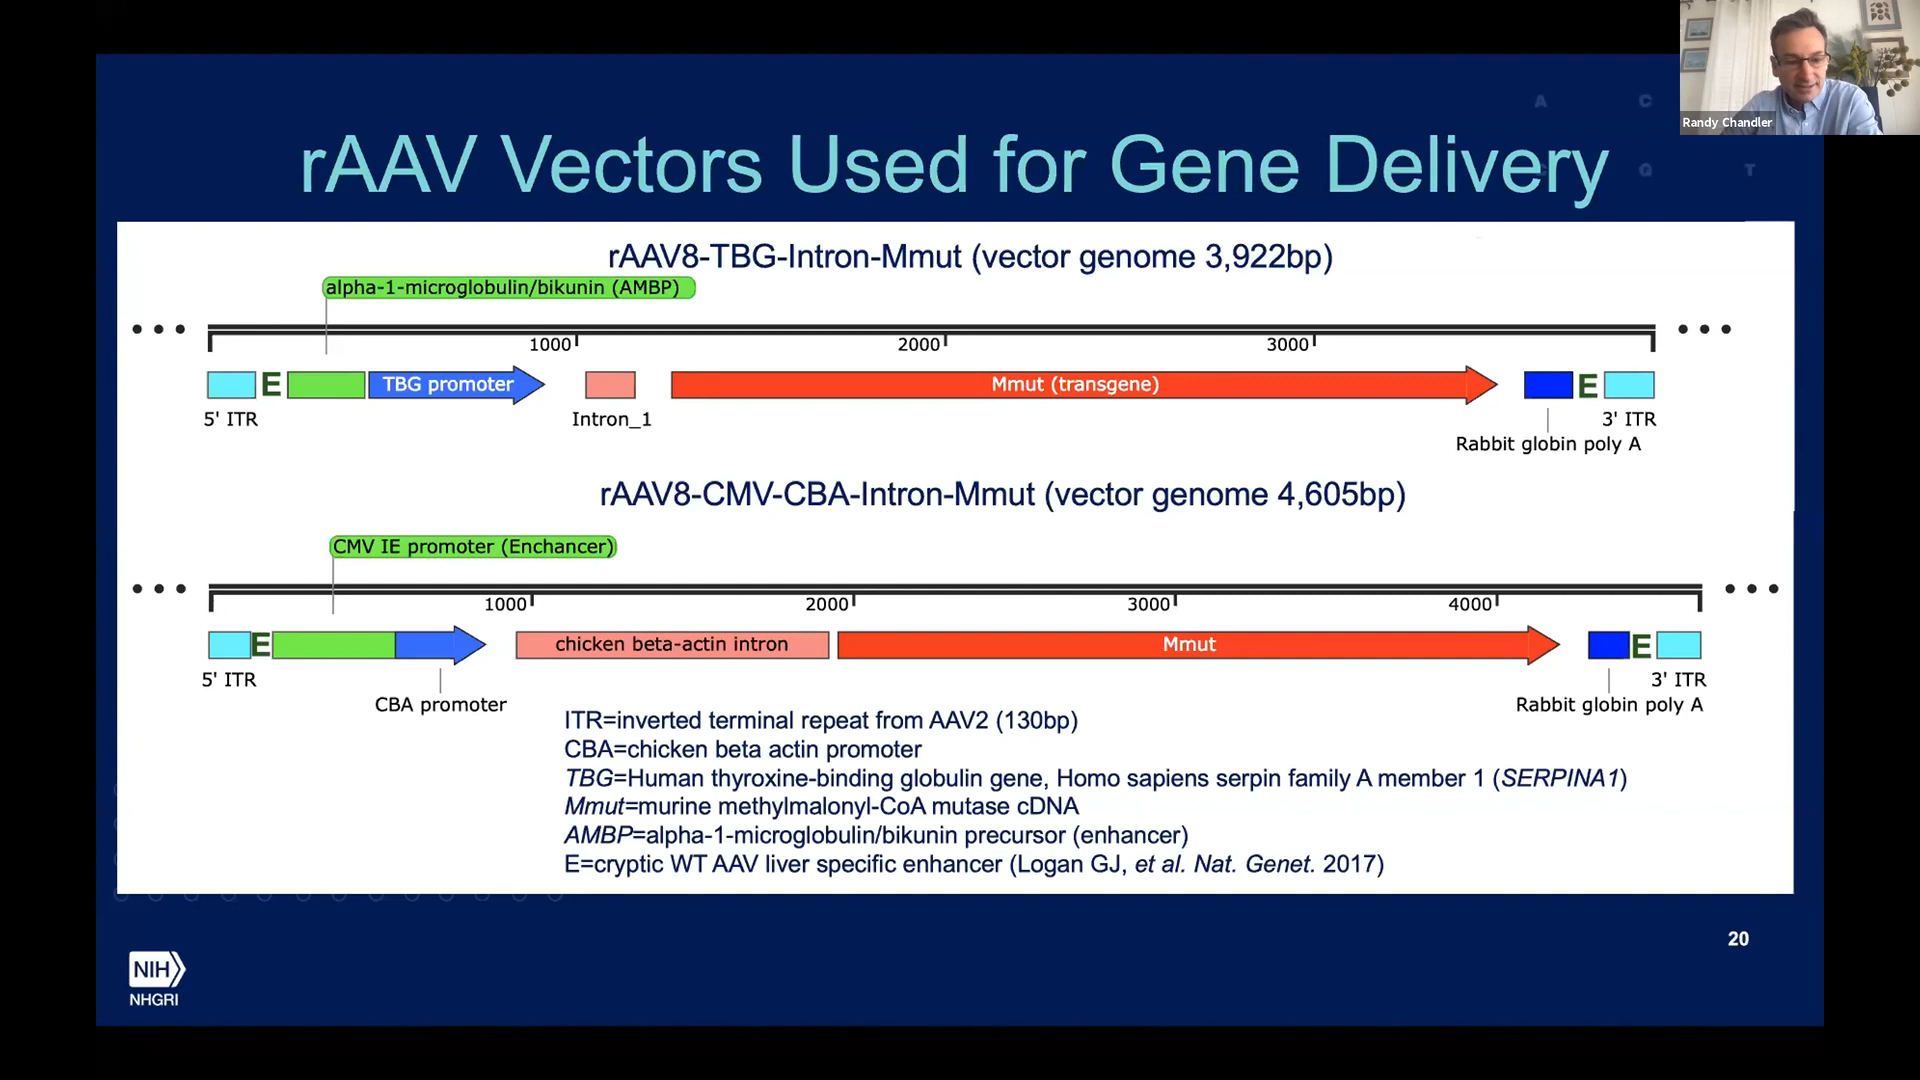 Randy Chandler
A C
rAAV Vectors Used for Gene Delivery
G T
rAAV8-TBG-Intron-Mmut (vector genome 3,922bp)
alpha-1-microglobulin/bikunin (AMBP)
1000 2000 3000
E TBG promoter Mmut (transgene) E
5' ITR Intron_1 3' ITR
Rabbit globin poly A
rAAV8-CMV-CBA-Intron-Mmut (vector genome 4,605bp)
CMV IE promoter (Enchancer)
1000 2000 3000 4000
E chicken beta-actin intron Mmut E
5' ITR 3' ITR
CBA promoter Rabbit globin poly A
ITR=inverted terminal repeat from AAV2 (130bp)
CBA=chicken beta actin promoter
TBG=Human thyroxine-binding globulin gene, Homo sapiens serpin family A member 1 (SERPINA1)
Mmut=murine methylmalonyl-CoA mutase cDNA
AMBP=alpha-1-microglobulin/bikunin precursor (enhancer)
E=cryptic WT AAV liver specific enhancer (Logan GJ, et al. Nat. Genet. 2017)
20
NIH
NHGRI